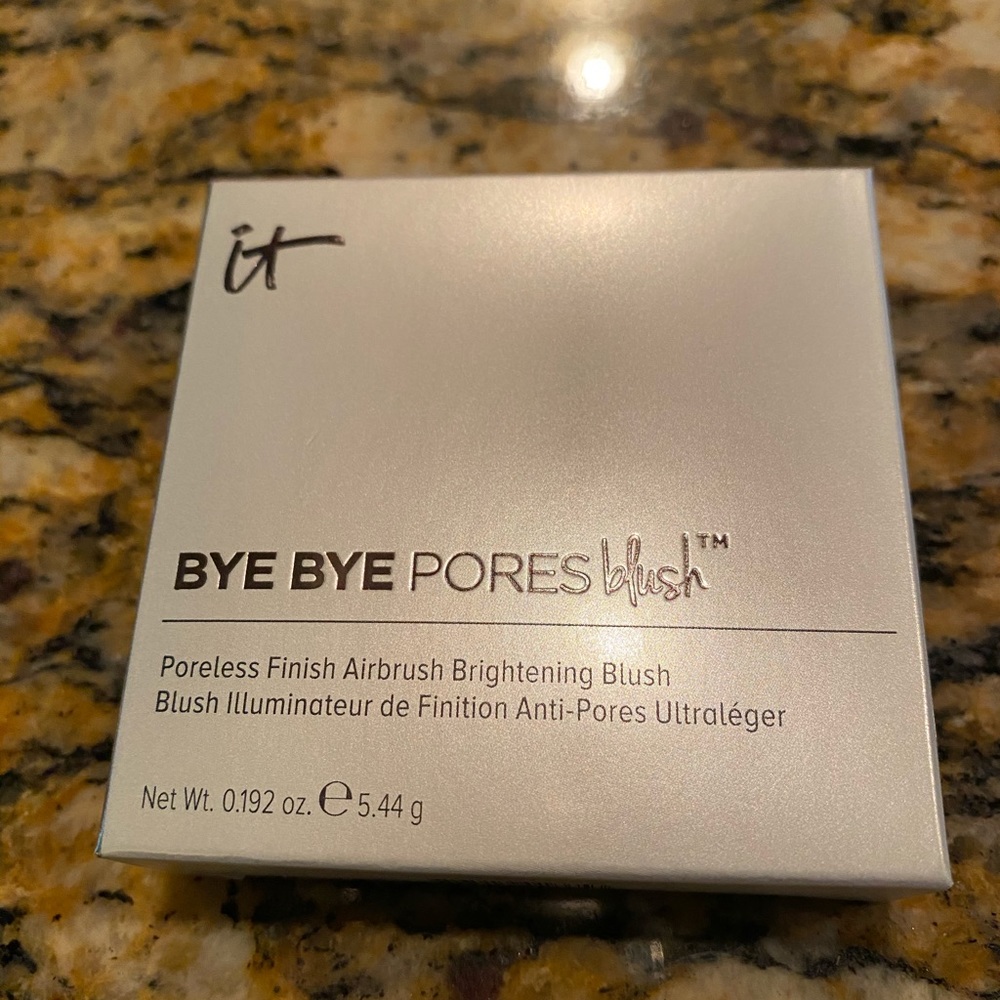 it
BYE BYE PORES blush™
Poreless Finish Airbrush Brightening Blush
Blush Illuminateur de Finition Anti-Pores Ultraléger
Net Wt. 0.192 oz. ℮ 5.44 g